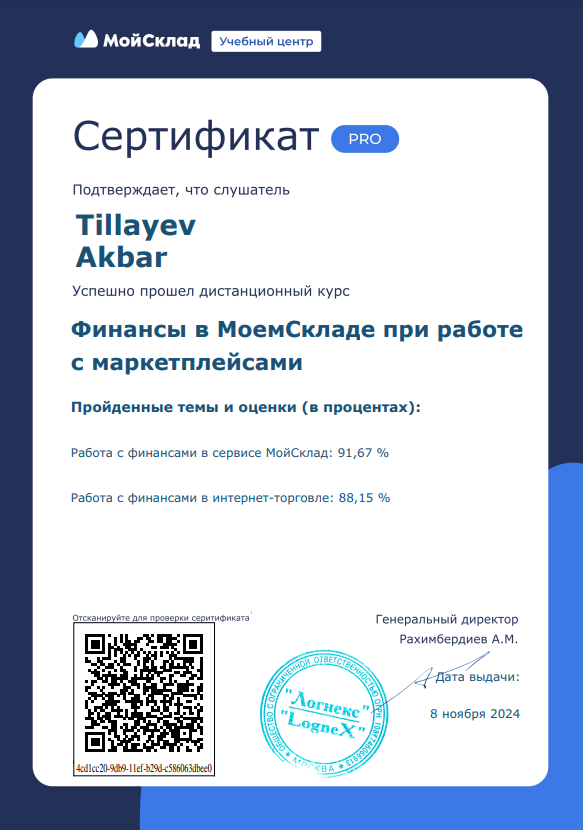 МойСклад Учебный центр
Сертификат PRO
Подтверждает, что слушатель
Tillayev
Akbar
Успешно прошел дистанционный курс
Финансы в МоемСкладе при работе
с маркетплейсами
Пройденные темы и оценки (в процентах):
Работа с финансами в сервисе МойСклад: 91,67 %
Работа с финансами в интернет-торговле: 88,15 %
Отсканируйте для проверки серитификата
4cd1cc20-9db9-11ef-b29d-c586063dbee0
ОБЩЕСТВО С ОГРАНИЧЕННОЙ ОТВЕТСТВЕННОСТЬЮ ОГРН
"Логнекс"
"LogneX"
МОСКВА
Генеральный директор
Рахимбердиев А.М.
Дата выдачи:
8 ноября 2024